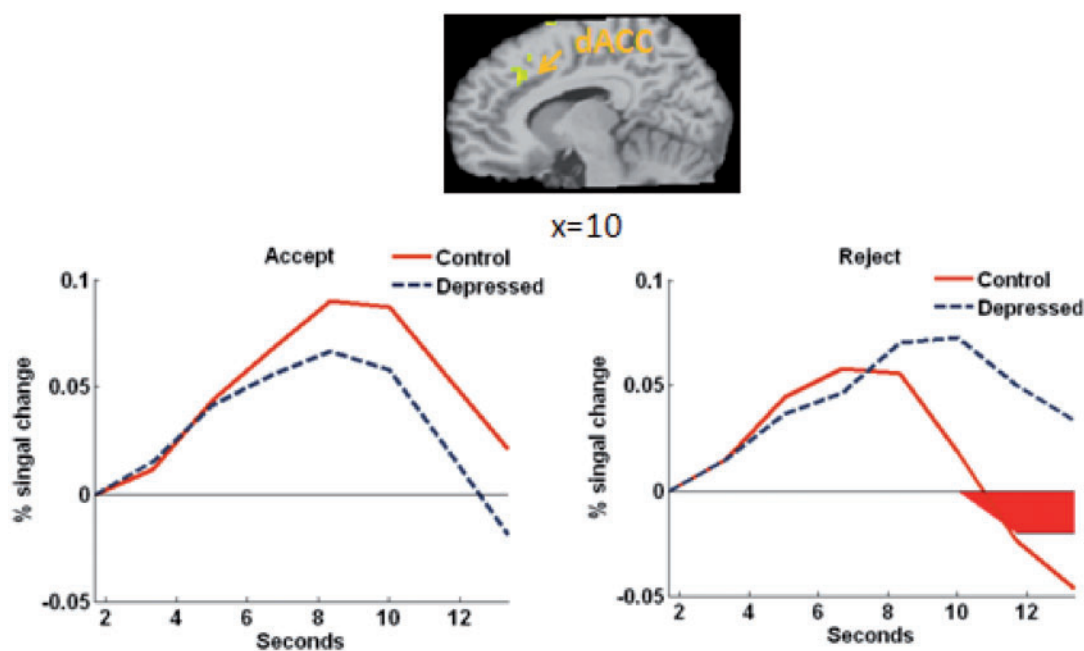 dACC
x=10
Accept
Control
Depressed
0.1
0.05
0
-0.05
% singal change
2 4 6 8 10 12
Seconds
Reject
Control
Depressed
0.1
0.05
0
-0.05
% singal change
2 4 6 8 10 12
Seconds